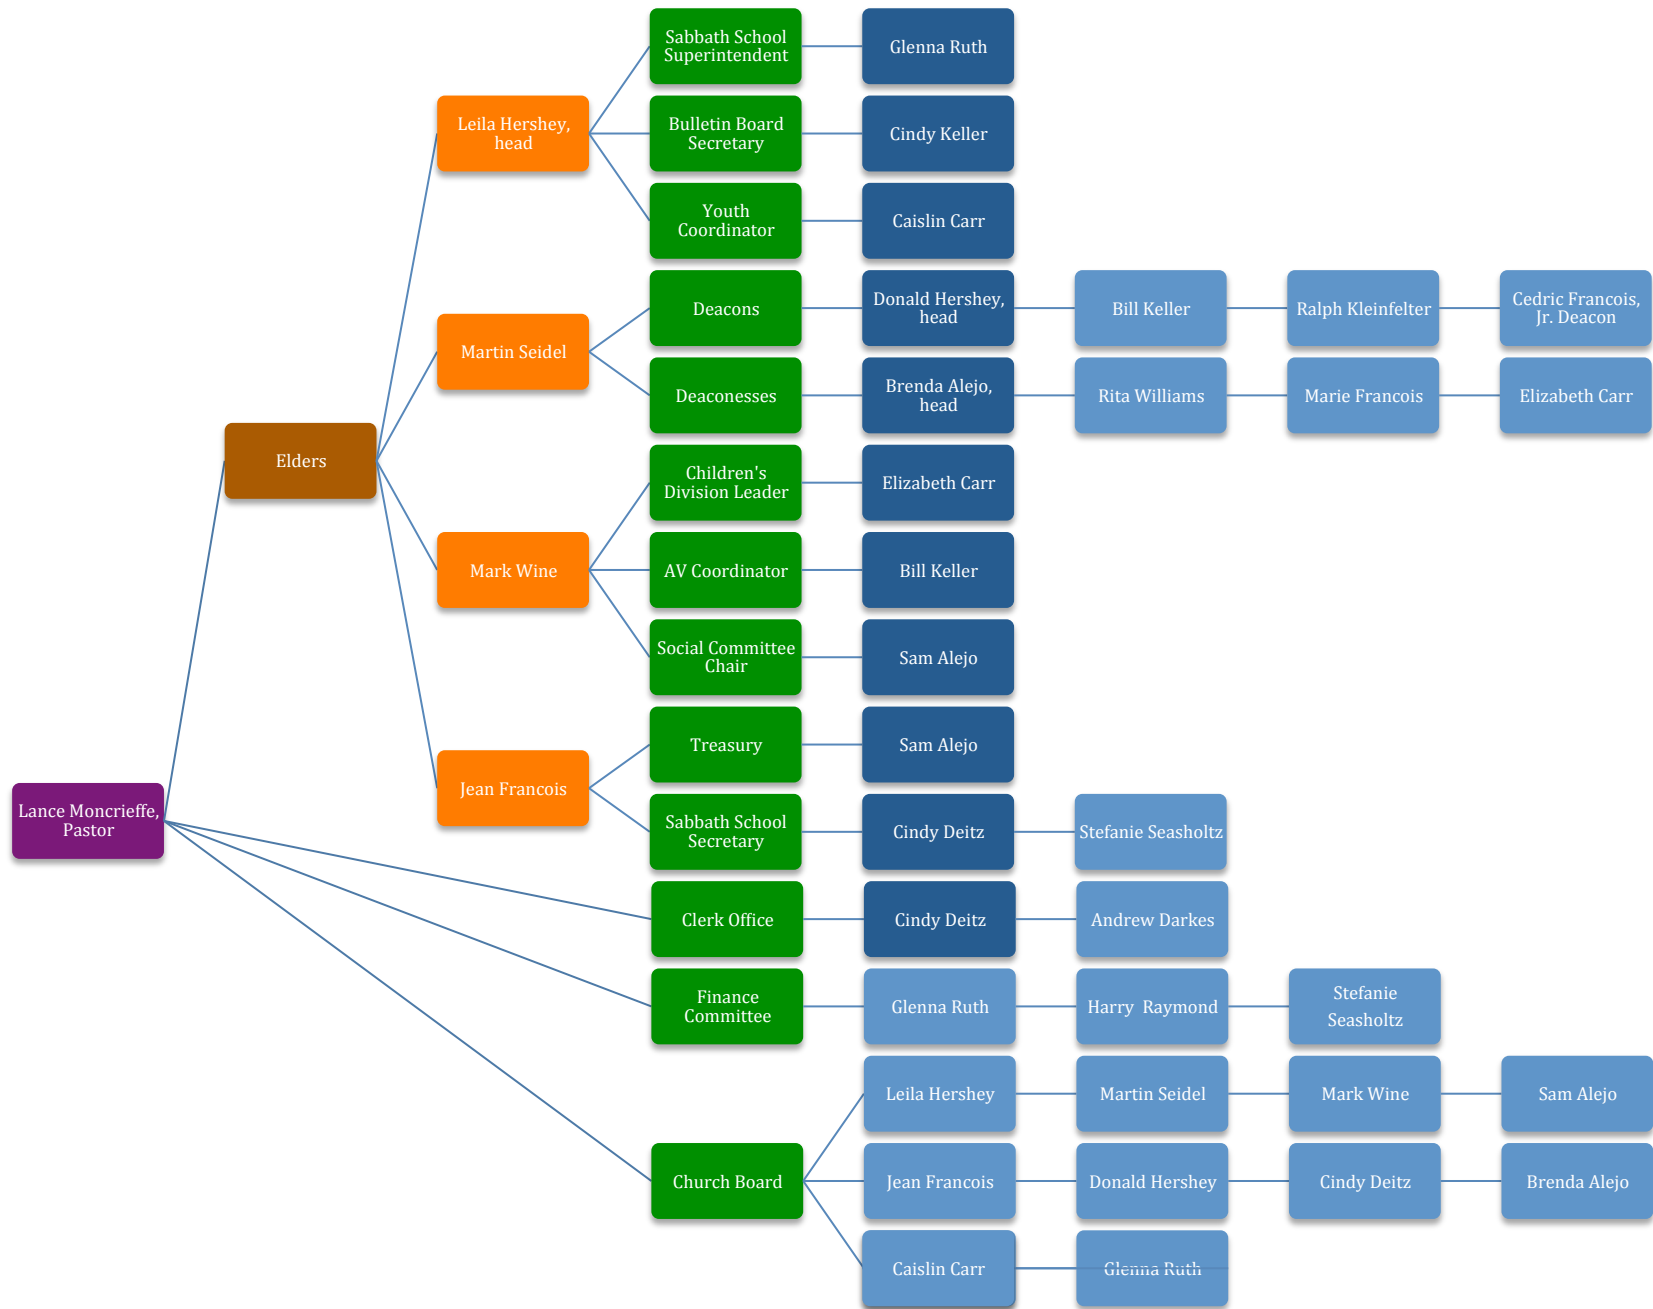 Sabbath School
Superintendent
Glenna Ruth
Leila Hershey,
head
Bulletin Board
Secretary
Cindy Keller
Youth
Coordinator
Caislin Carr
Deacons
Donald Hershey,
head
Bill Keller
Ralph Kleinfelter
Cedric Francois,
Jr. Deacon
Martin Seidel
Deaconesses
Brenda Alejo,
head
Rita Williams
Marie Francois
Elizabeth Carr
Elders
Children's
Division Leader
Elizabeth Carr
Mark Wine
AV Coordinator
Bill Keller
Social Committee
Chair
Sam Alejo
Treasury
Sam Alejo
Jean Francois
Sabbath School
Secretary
Cindy Deitz
Stefanie Seasholtz
Lance Moncrieffe,
Pastor
Clerk Office
Cindy Deitz
Andrew Darkes
Finance
Committee
Glenna Ruth
Harry Raymond
Stefanie
Seasholtz
Leila Hershey
Martin Seidel
Mark Wine
Sam Alejo
Church Board
Jean Francois
Donald Hershey
Cindy Deitz
Brenda Alejo
Caislin Carr
Glenna Ruth